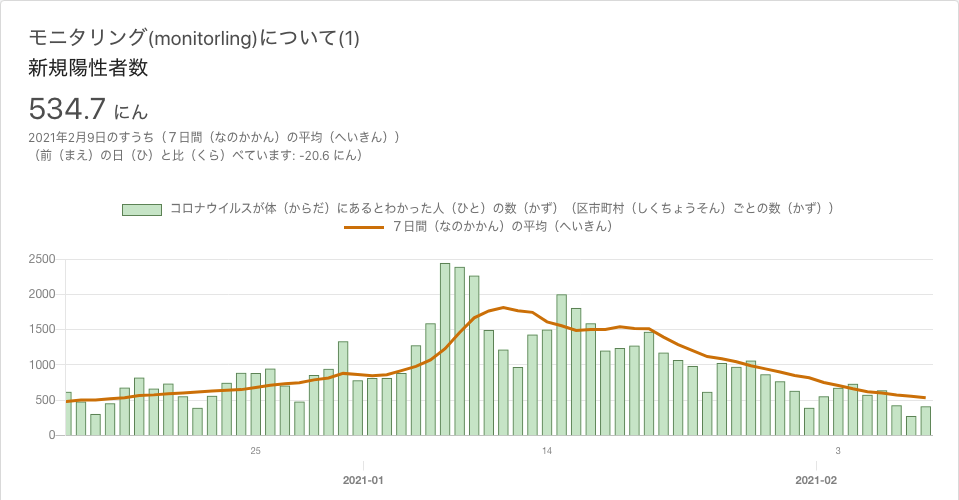 モニタリング(monitorling)について(1)
新規陽性者数
534.7 にん
2021年2月9日のすうち（７日間（なのかかん）の平均（へいきん））
（前（まえ）の日（ひ）と比（くら）べています: -20.6 にん）
コロナウイルスが体（からだ）にあるとわかった人（ひと）の数（かず）（区市町村（しくちょうそん）ごとの数（かず））
７日間（なのかかん）の平均（へいきん）
2500
2000
1500
1000
500
0
25 14 3
2021-01 2021-02